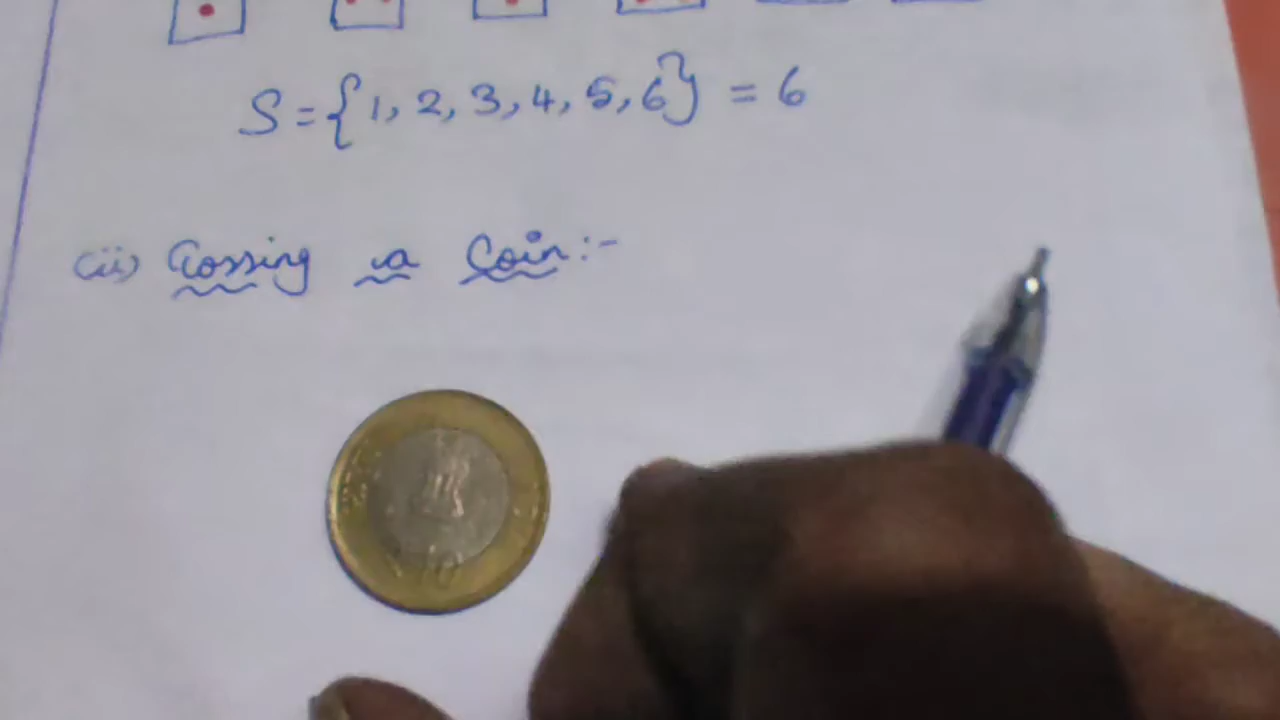 S = {1, 2, 3, 4, 5, 6} = 6
(ii) Tossing a Coin :-